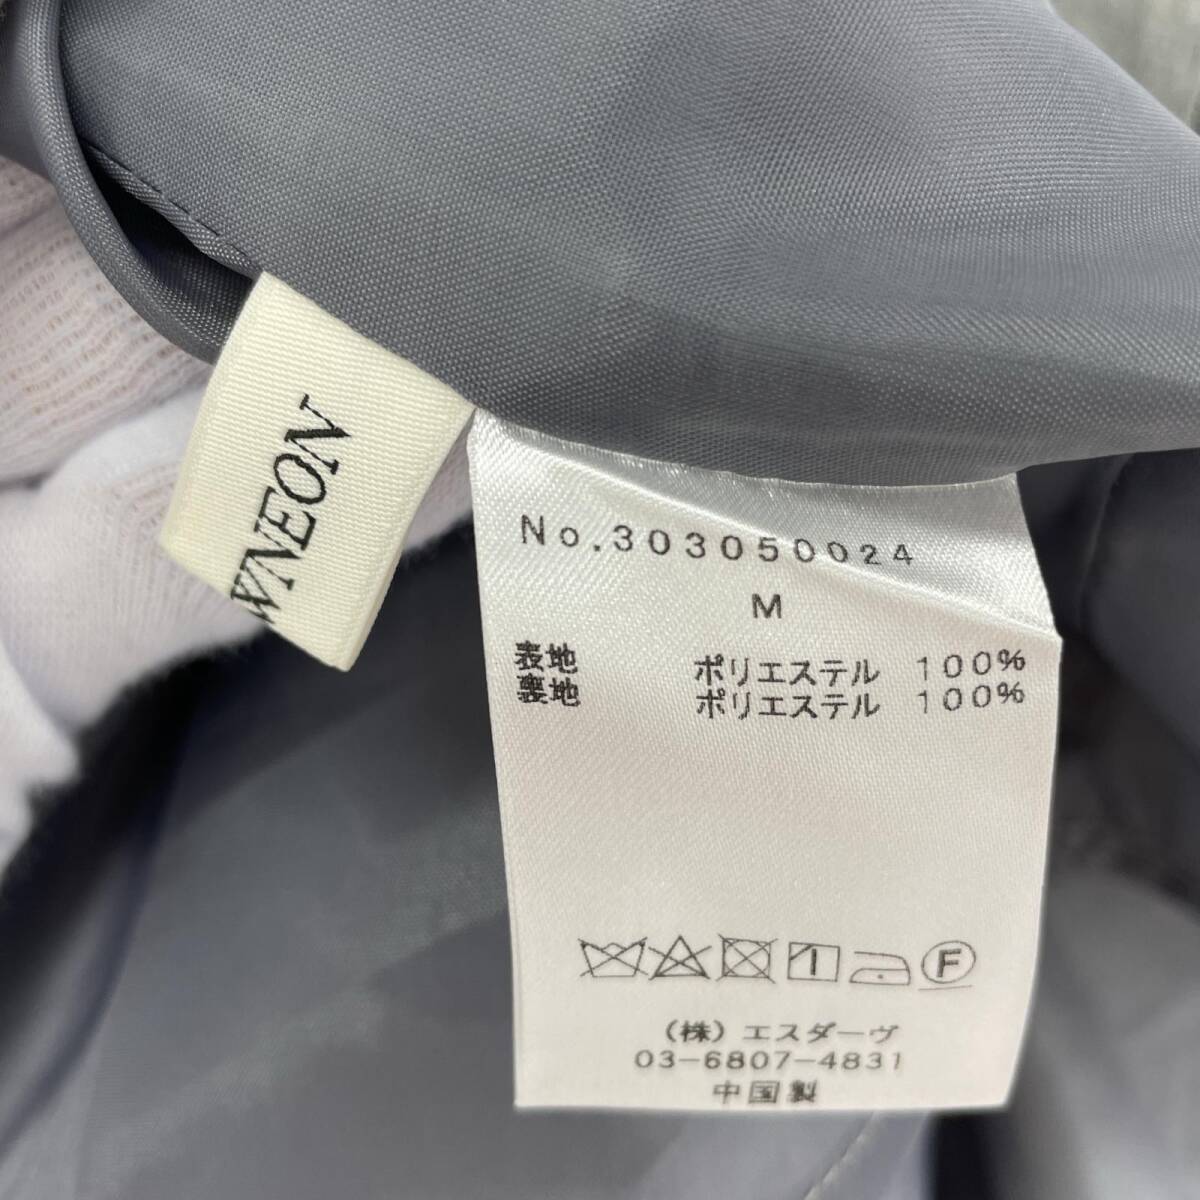 WNEON
No.303050024
M
表地 ポリエステル 100%
裏地 ポリエステル 100%
F
(株)エスダーヴ
03-6807-4831
中国製